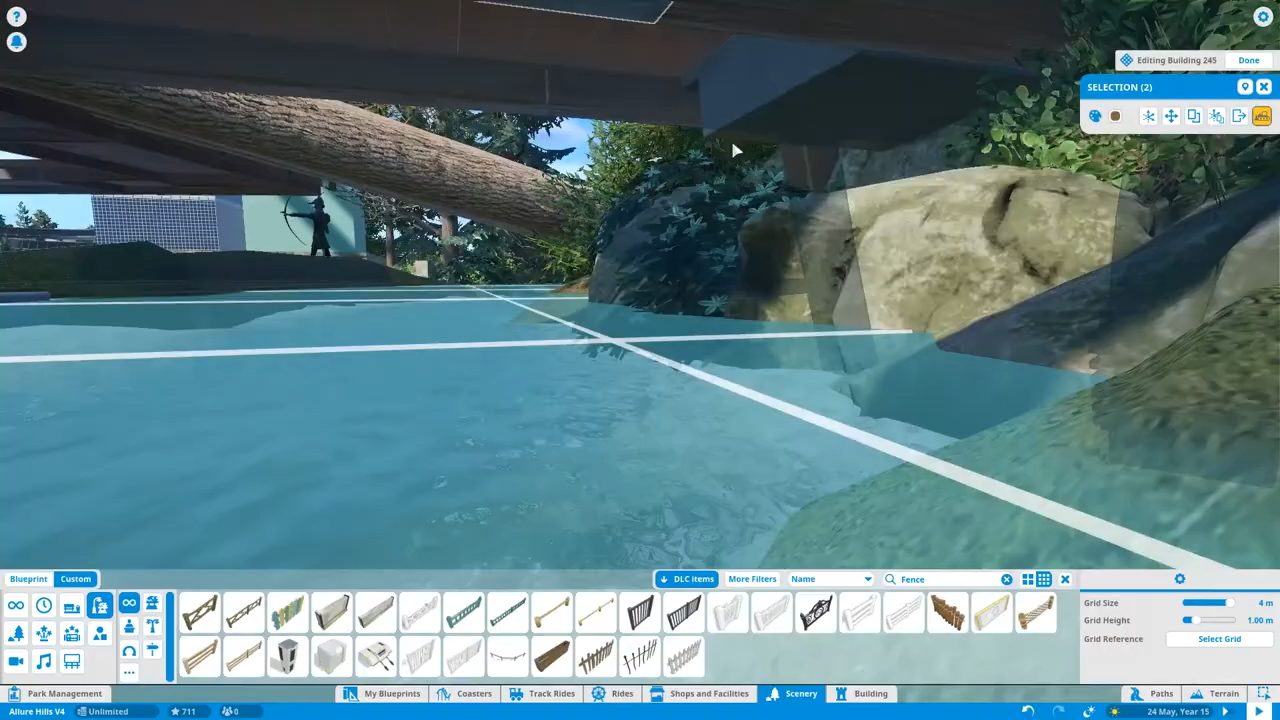 ?
Editing Building 245 Done
SELECTION (2)
Blueprint Custom DLC items More Filters Name Fence
Grid Size 4 m
Grid Height 1.00 m
Grid Reference Select Grid
Park Management My Blueprints Coasters Track Rides Rides Shops and Facilities Scenery Building Paths Terrain
Allure Hills V4 Unlimited 711 0 24 May, Year 15